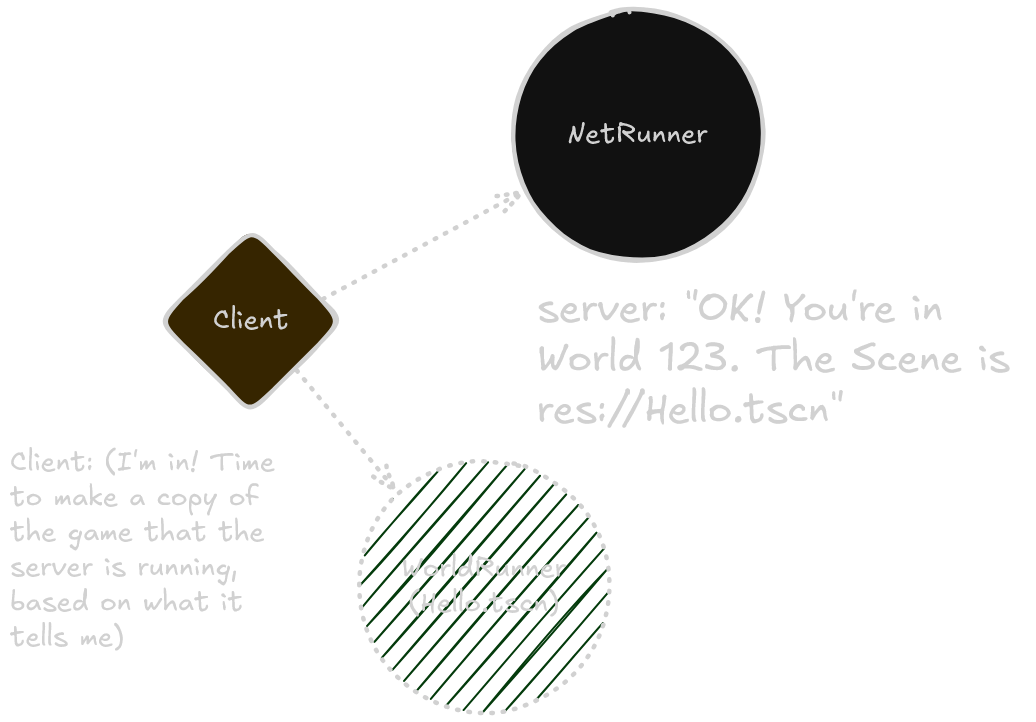 NetRunner
Client
server: "OK! You're in
World 123. The Scene is
res://Hello.tscn"
Client: (I'm in! Time
to make a copy of
the game that the
server is running,
based on what it
tells me)
WorldRunner
(Hello.tscn)